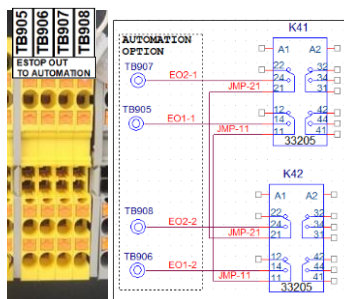 TB905
TB906
TB907
TB908
ESTOP OUT
TO AUTOMATION
AUTOMATION
OPTION
TB907
EO2-1
TB905
EO1-1
JMP-21
JMP-11
K41
A1 A2
22 32
24 34
21 31
12 42
14 44
11 41
33205
K42
A1 A2
TB908
EO2-2
JMP-21
22 32
24 34
21 31
TB906
EO1-2
JMP-11
12 42
14 44
11 41
33205